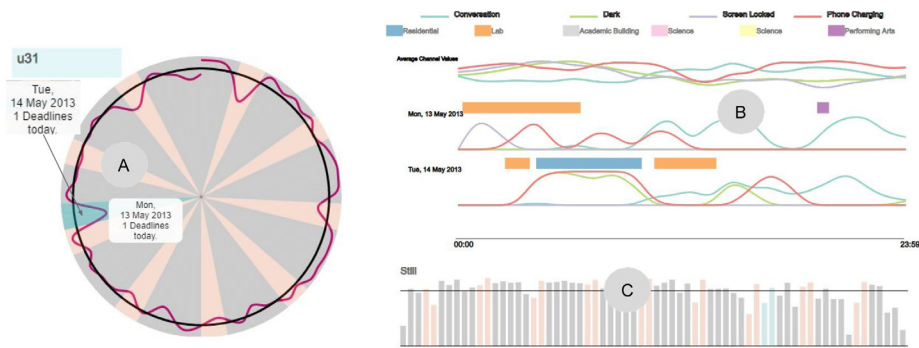 u31
Tue,
14 May 2013
1 Deadlines
today.
A
Mon,
13 May 2013
1 Deadlines
today.
Conversation Dark Screen Locked Phone Charging
Residential Lab Academic Building Science Science Performing Arts
Average Channel Values
Mon, 13 May 2013
B
Tue, 14 May 2013
00:00 23:59
Still
C